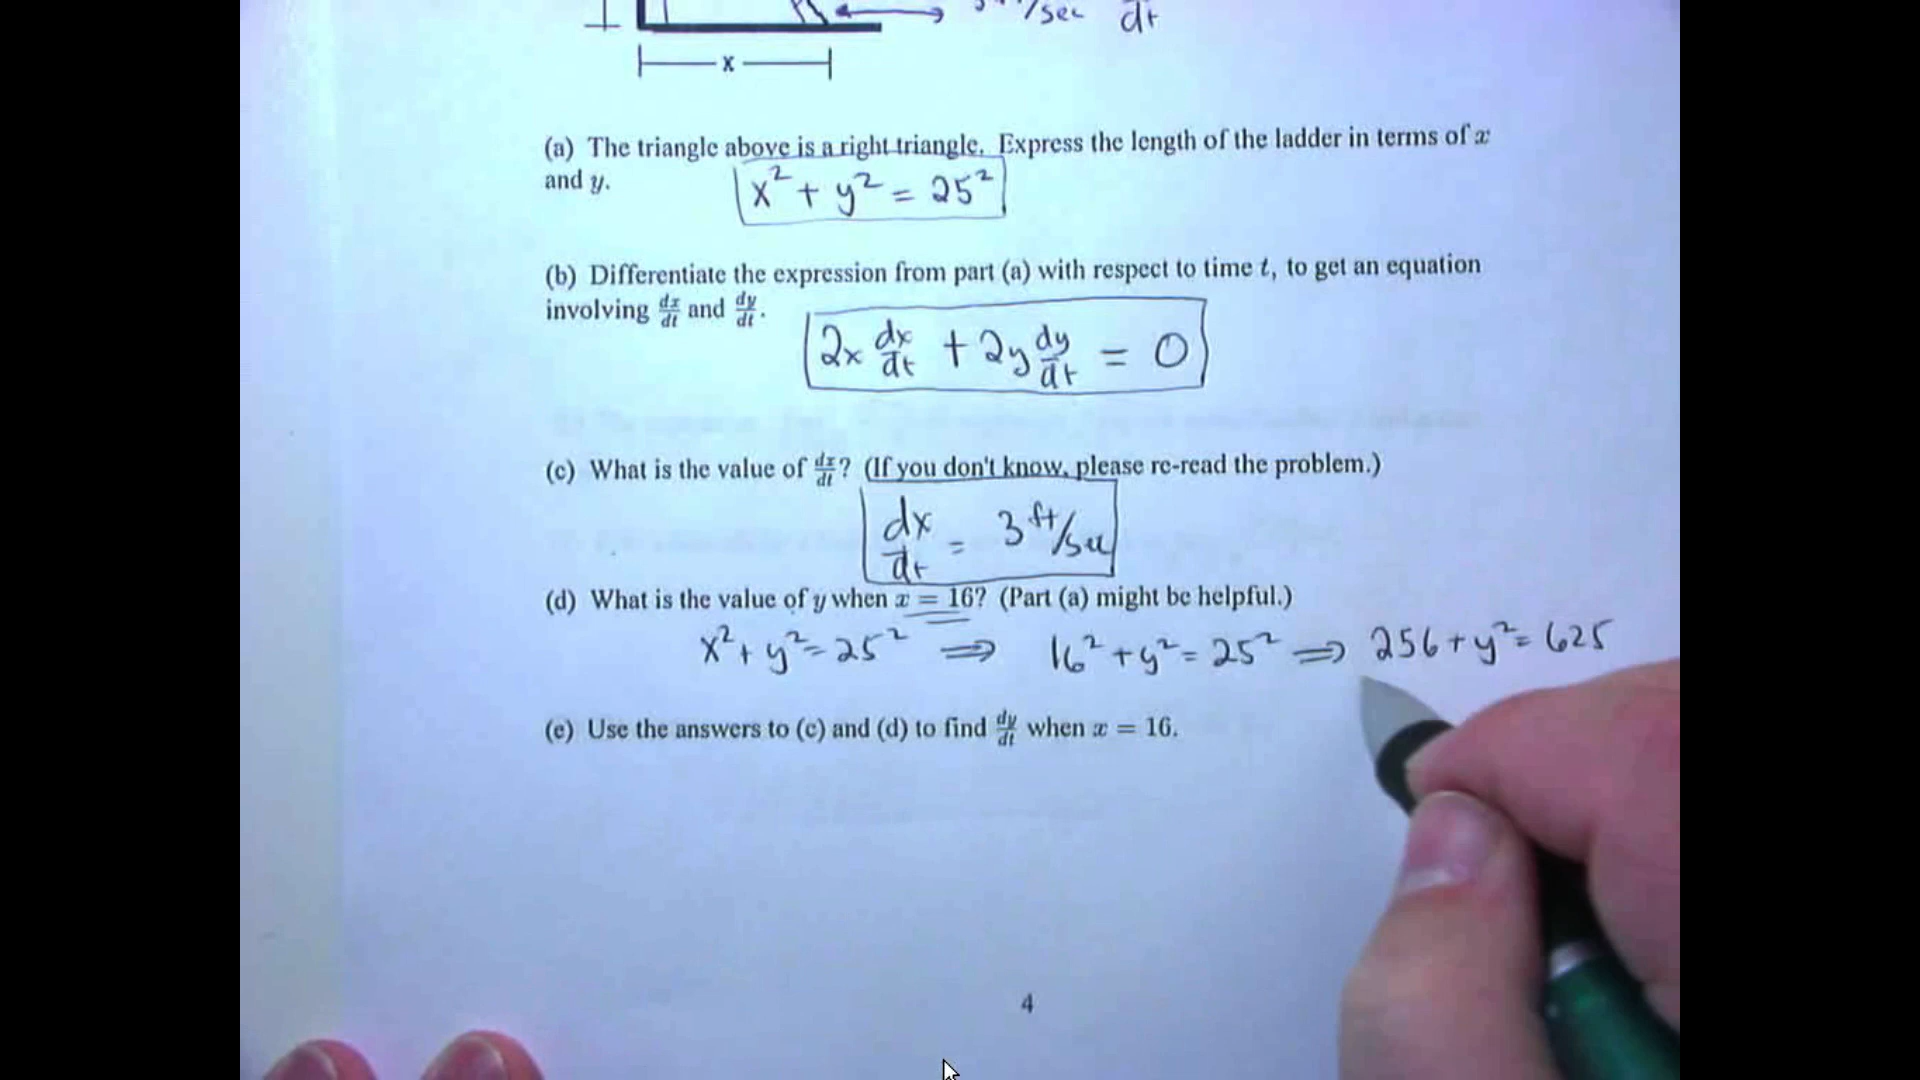 /sec dt
x
(a) The triangle above is a right triangle. Express the length of the ladder in terms of x
and y.
x² + y² = 25²
(b) Differentiate the expression from part (a) with respect to time t, to get an equation
involving dx/dt and dy/dt.
2x dx/dt + 2y dy/dt = 0
(c) What is the value of dx/dt? (If you don't know, please re-read the problem.)
dx/dt = 3 ft/sec
(d) What is the value of y when x = 16? (Part (a) might be helpful.)
x² + y² = 25² ⇒ 16² + y² = 25² ⇒ 256 + y² = 625
(e) Use the answers to (c) and (d) to find dy/dt when x = 16.
4